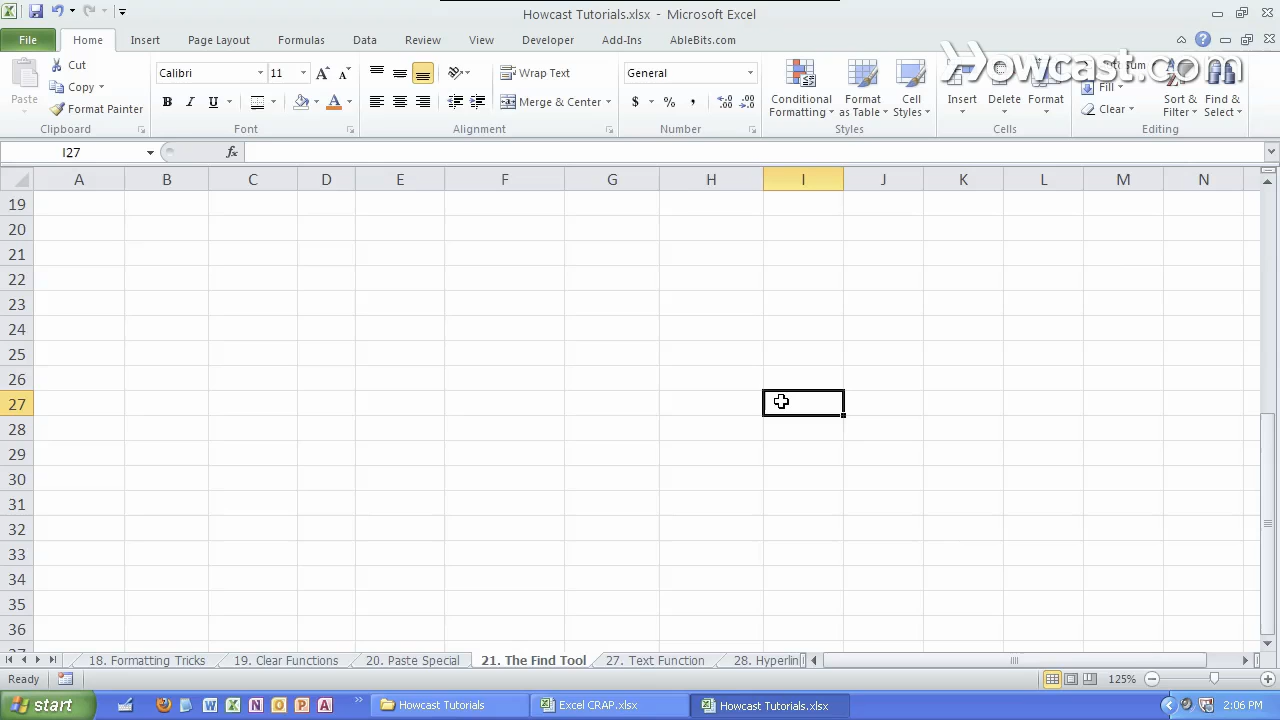 Howcast Tutorials.xlsx - Microsoft Excel
File Home Insert Page Layout Formulas Data Review View Developer Add-Ins AbleBits.com
Howcast.com
Paste
Cut
Copy
Format Painter
Clipboard
Calibri 11
B I U A
Font
Wrap Text
Merge & Center
Alignment
General
$ % ,
Number
Conditional Formatting
Format as Table
Cell Styles
Styles
Insert Delete Format
Cells
Fill
Clear
Sort & Filter
Find & Select
Editing
I27 fx
A B C D E F G H I J K L M N
19
20
21
22
23
24
25
26
27
28
29
30
31
32
33
34
35
36
18. Formatting Tricks 19. Clear Functions 20. Paste Special 21. The Find Tool 27. Text Function 28. Hyperlin
Ready 125%
start Howcast Tutorials Excel CRAP.xlsx Howcast Tutorials.xlsx 2:06 PM